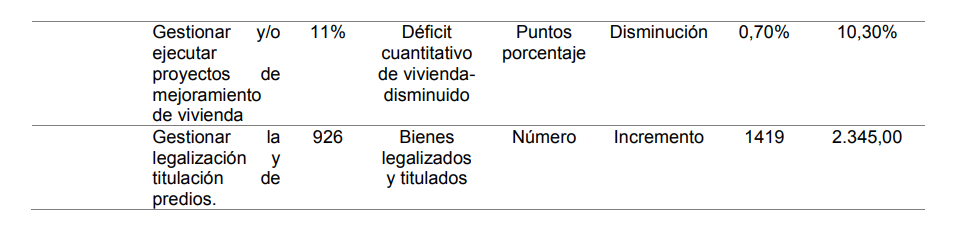 Gestionar y/o 11% Déficit Puntos Disminución 0,70% 10,30%
ejecutar cuantitativo porcentaje
proyectos de de vivienda-
mejoramiento disminuido
de vivienda
Gestionar la 926 Bienes Número Incremento 1419 2.345,00
legalización y legalizados
titulación de y titulados
predios.